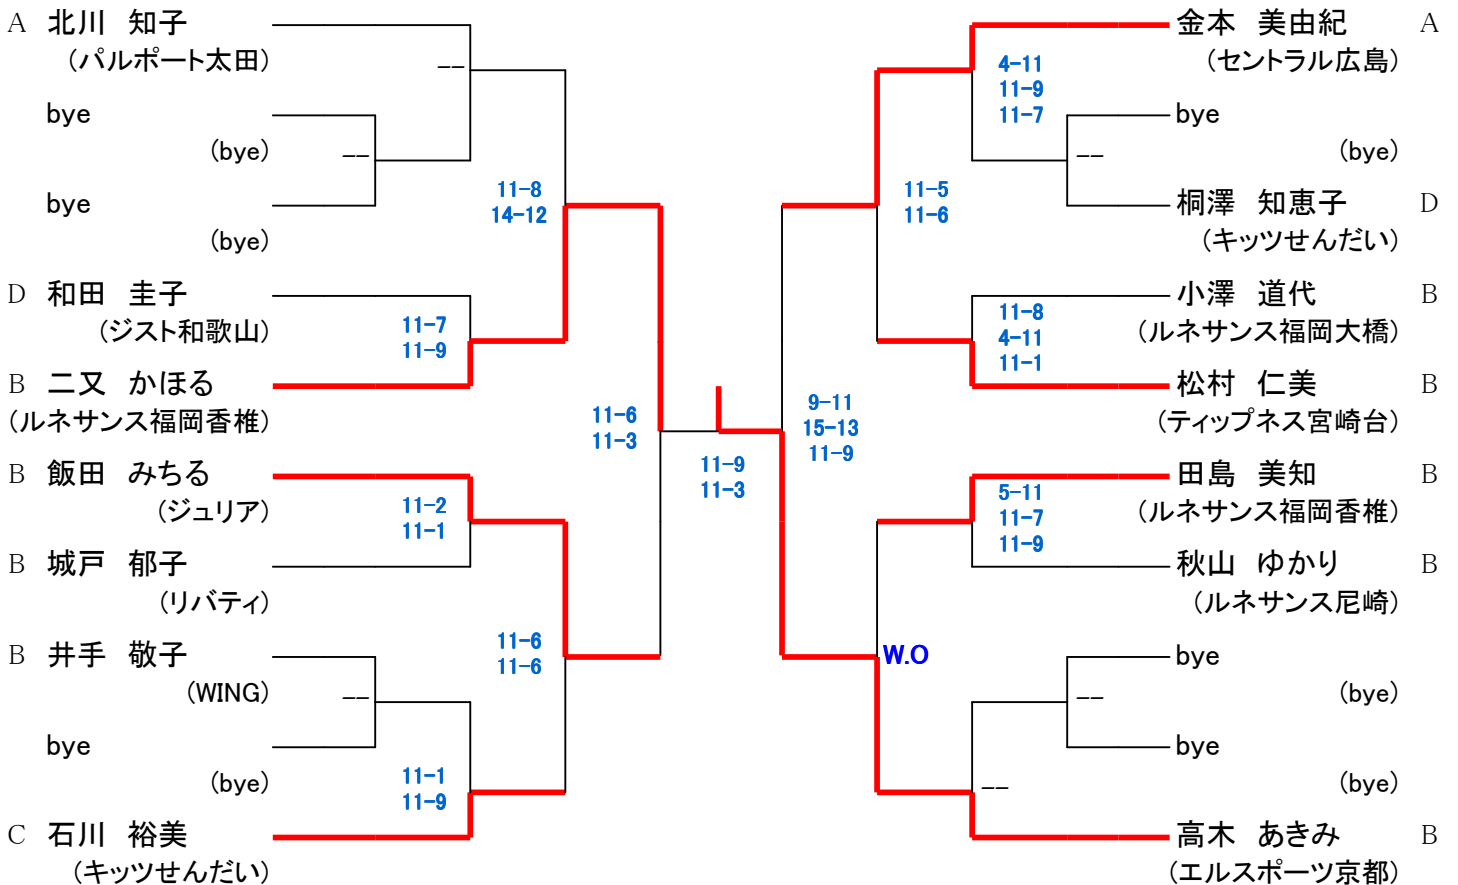 A 北川 知子
(パルポート太田)
--
bye
(bye)
--
bye
(bye)
11-8
14-12
D 和田 圭子
(ジスト和歌山)
11-7
11-9
B 二又 かほる
(ルネサンス福岡香椎)
11-6
11-3
B 飯田 みちる
(ジュリア)
11-2
11-1
B 城戸 郁子
(リバティ)
11-6
11-6
B 井手 敬子
(WING)
--
bye
(bye)
11-1
11-9
C 石川 裕美
(キッツせんだい)
11-9
11-3
金本 美由紀 A
(セントラル広島)
4-11
11-9
11-7
bye
(bye)
--
桐澤 知恵子 D
(キッツせんだい)
11-5
11-6
小澤 道代 B
(ルネサンス福岡大橋)
11-8
4-11
11-1
松村 仁美 B
(ティップネス宮崎台)
9-11
15-13
11-9
田島 美知 B
(ルネサンス福岡香椎)
5-11
11-7
11-9
秋山 ゆかり B
(ルネサンス尼崎)
W.O
bye
(bye)
--
bye
(bye)
--
高木 あきみ B
(エルスポーツ京都)